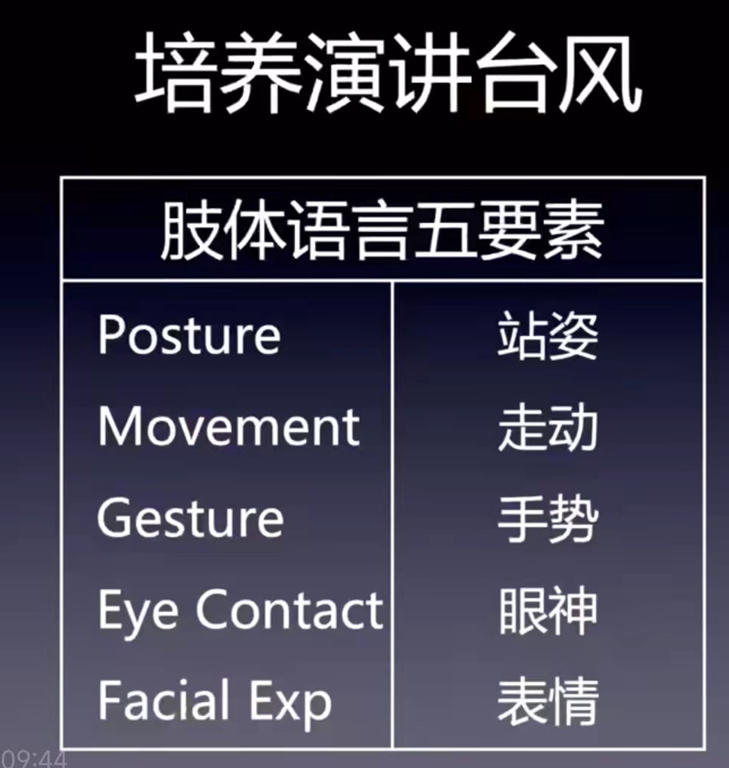 培养演讲台风
肢体语言五要素
Posture 站姿
Movement 走动
Gesture 手势
Eye Contact 眼神
Facial Exp 表情
09:44